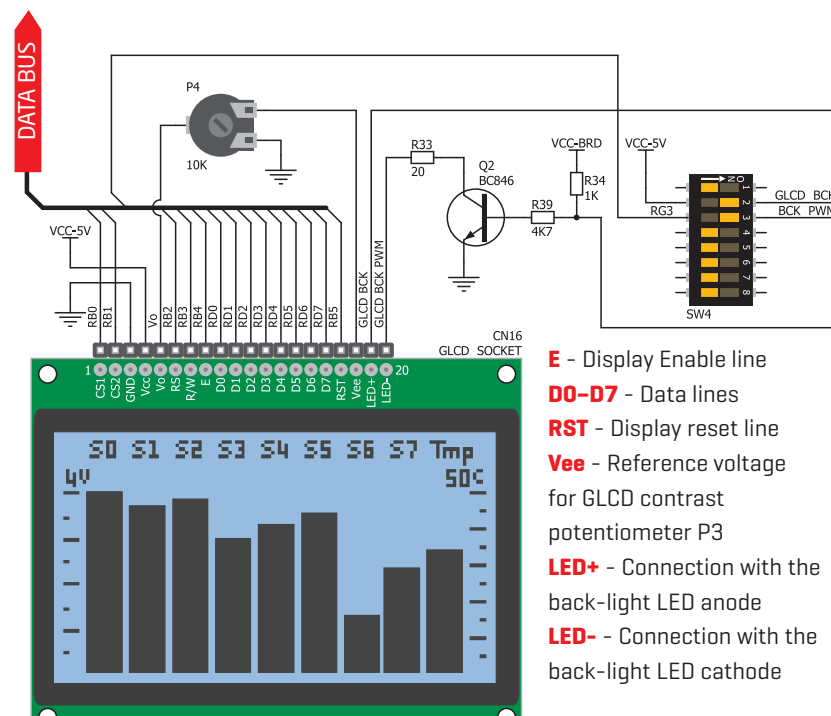 DATA BUS
P4
10K
VCC-5V
R33
20
Q2
BC846
VCC-BRD
R34
1K
R39
4K7
VCC-5V
RG3
O N
1
2
3
4
5
6
7
8
SW4
GLCD BCK
BCK PWM
RB0
RB1
Vo
RB2
RB3
RB4
RD0
RD1
RD2
RD3
RD4
RD5
RD6
RD7
RB5
GLCD BCK
GLCD BCK PWM
CN16
GLCD SOCKET
1
20
CS1
CS2
GND
Vcc
Vo
RS
R/W
E
D0
D1
D2
D3
D4
D5
D6
D7
RST
Vee
LED+
LED-
S0 S1 S2 S3 S4 S5 S6 S7 Tmp
4V 50C
E - Display Enable line
D0-D7 - Data lines
RST - Display reset line
Vee - Reference voltage
for GLCD contrast
potentiometer P3
LED+ - Connection with the
back-light LED anode
LED- - Connection with the
back-light LED cathode